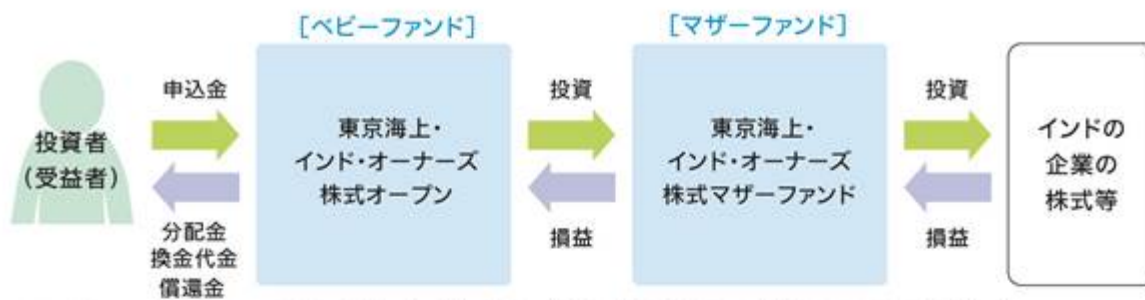 [ベビーファンド]
[マザーファンド]
投資者
(受益者)
申込金
分配金
換金代金
償還金
東京海上・
インド・オーナーズ
株式オープン
投資
損益
東京海上・
インド・オーナーズ
株式マザーファンド
投資
損益
インドの
企業の
株式等